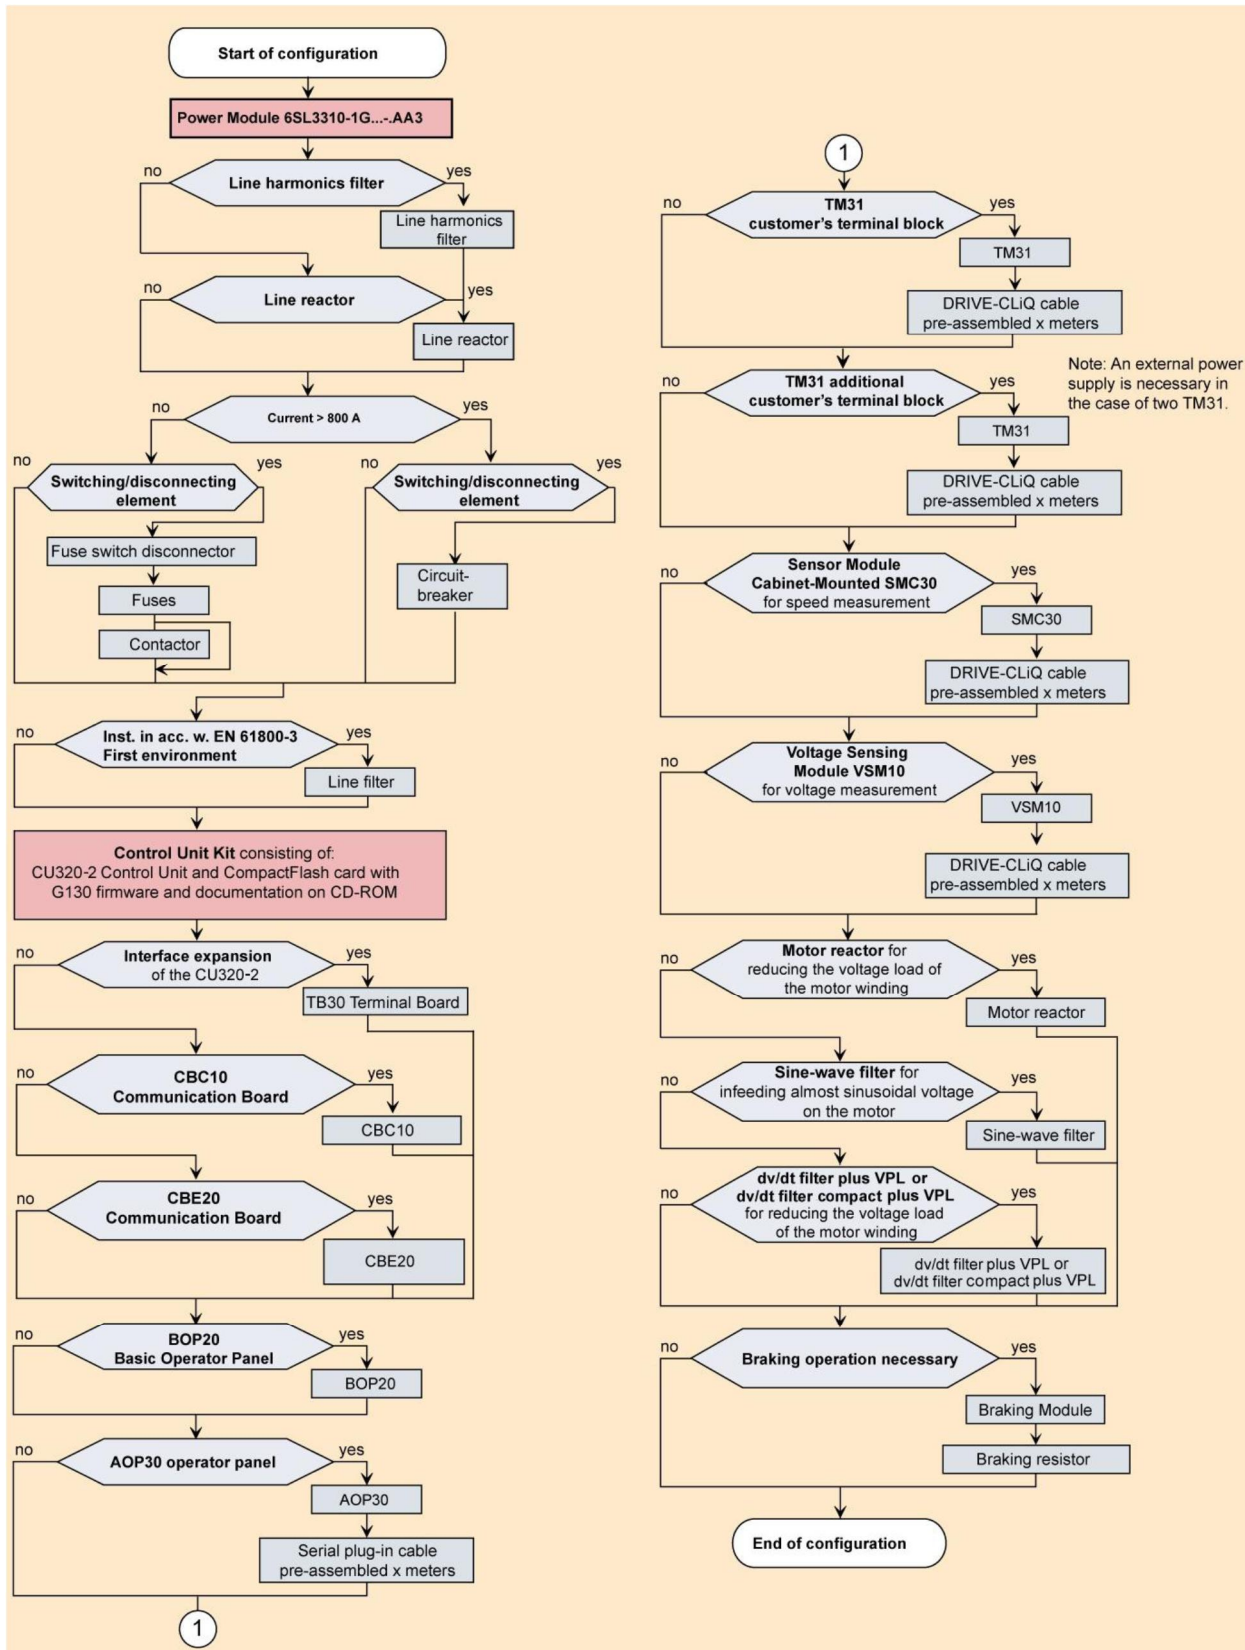 Start of configuration
Power Module 6SL3310-1G...-.AA3
no
Line harmonics filter
yes
Line harmonics
filter
no
Line reactor
yes
Line reactor
no
Current > 800 A
yes
no
Switching/disconnecting
element
yes
no
Switching/disconnecting
element
yes
Fuse switch disconnector
Fuses
Contactor
Circuit-
breaker
no
Inst. in acc. w. EN 61800-3
First environment
yes
Line filter
Control Unit Kit consisting of:
CU320-2 Control Unit and CompactFlash card with
G130 firmware and documentation on CD-ROM
no
Interface expansion
of the CU320-2
yes
TB30 Terminal Board
no
CBC10
Communication Board
yes
CBC10
no
CBE20
Communication Board
yes
CBE20
no
BOP20
Basic Operator Panel
yes
BOP20
no
AOP30 operator panel
yes
AOP30
Serial plug-in cable
pre-assembled x meters
1
1
no
TM31
customer's terminal block
yes
TM31
DRIVE-CLiQ cable
pre-assembled x meters
Note: An external power
supply is necessary in
the case of two TM31.
no
TM31 additional
customer's terminal block
yes
TM31
DRIVE-CLiQ cable
pre-assembled x meters
no
Sensor Module
Cabinet-Mounted SMC30
for speed measurement
yes
SMC30
DRIVE-CLiQ cable
pre-assembled x meters
no
Voltage Sensing
Module VSM10
for voltage measurement
yes
VSM10
DRIVE-CLiQ cable
pre-assembled x meters
no
Motor reactor for
reducing the voltage load of
the motor winding
yes
Motor reactor
no
Sine-wave filter for
infeeding almost sinusoidal voltage
on the motor
yes
Sine-wave filter
no
dv/dt filter plus VPL or
dv/dt filter compact plus VPL
for reducing the voltage load
of the motor winding
yes
dv/dt filter plus VPL or
dv/dt filter compact plus VPL
no
Braking operation necessary
yes
Braking Module
Braking resistor
End of configuration